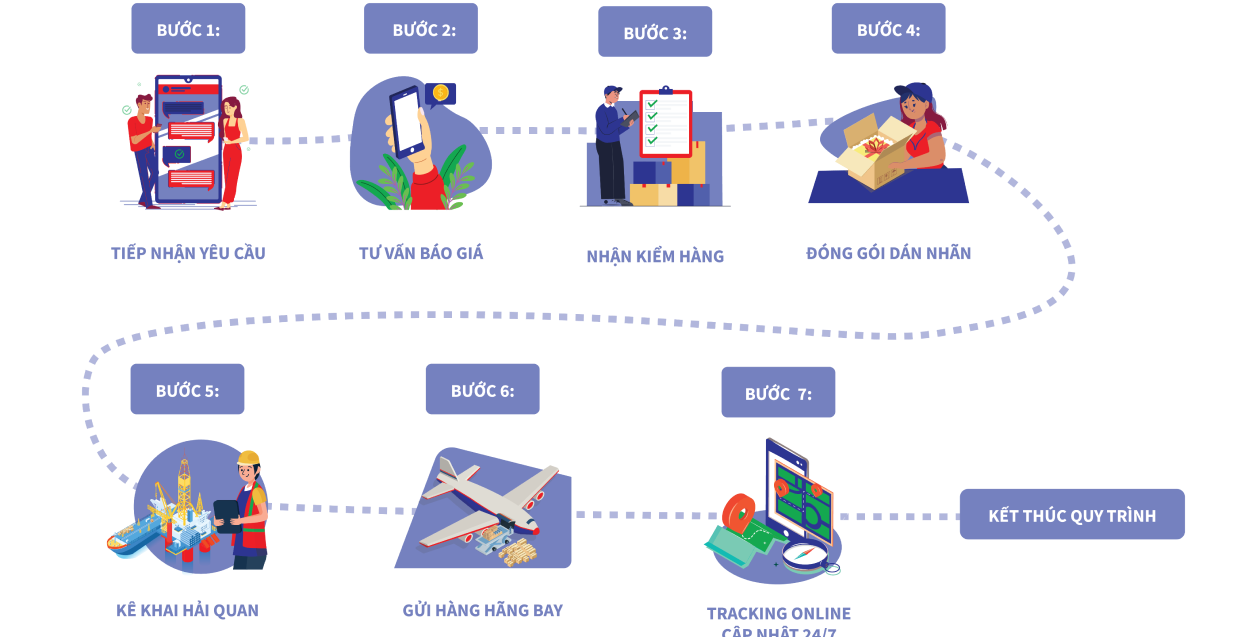 BƯỚC 1:
BƯỚC 2:
BƯỚC 3:
BƯỚC 4:
TIẾP NHẬN YÊU CẦU
TƯ VẤN BÁO GIÁ
NHẬN KIỂM HÀNG
ĐÓNG GÓI DÁN NHÃN
BƯỚC 5:
BƯỚC 6:
BƯỚC 7:
KẾT THÚC QUY TRÌNH
KÊ KHAI HẢI QUAN
GỬI HÀNG HÃNG BAY
TRACKING ONLINE
CẬP NHẬT 24/7